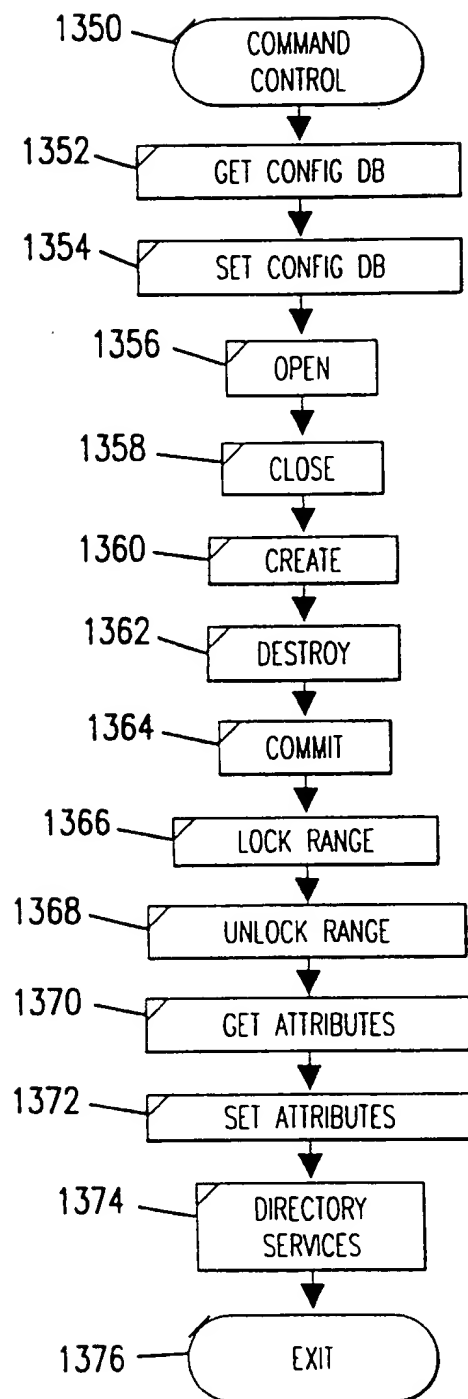 1350
COMMAND
CONTROL
1352
GET CONFIG DB
1354
SET CONFIG DB
1356
OPEN
1358
CLOSE
1360
CREATE
1362
DESTROY
1364
COMMIT
1366
LOCK RANGE
1368
UNLOCK RANGE
1370
GET ATTRIBUTES
1372
SET ATTRIBUTES
1374
DIRECTORY
SERVICES
1376
EXIT